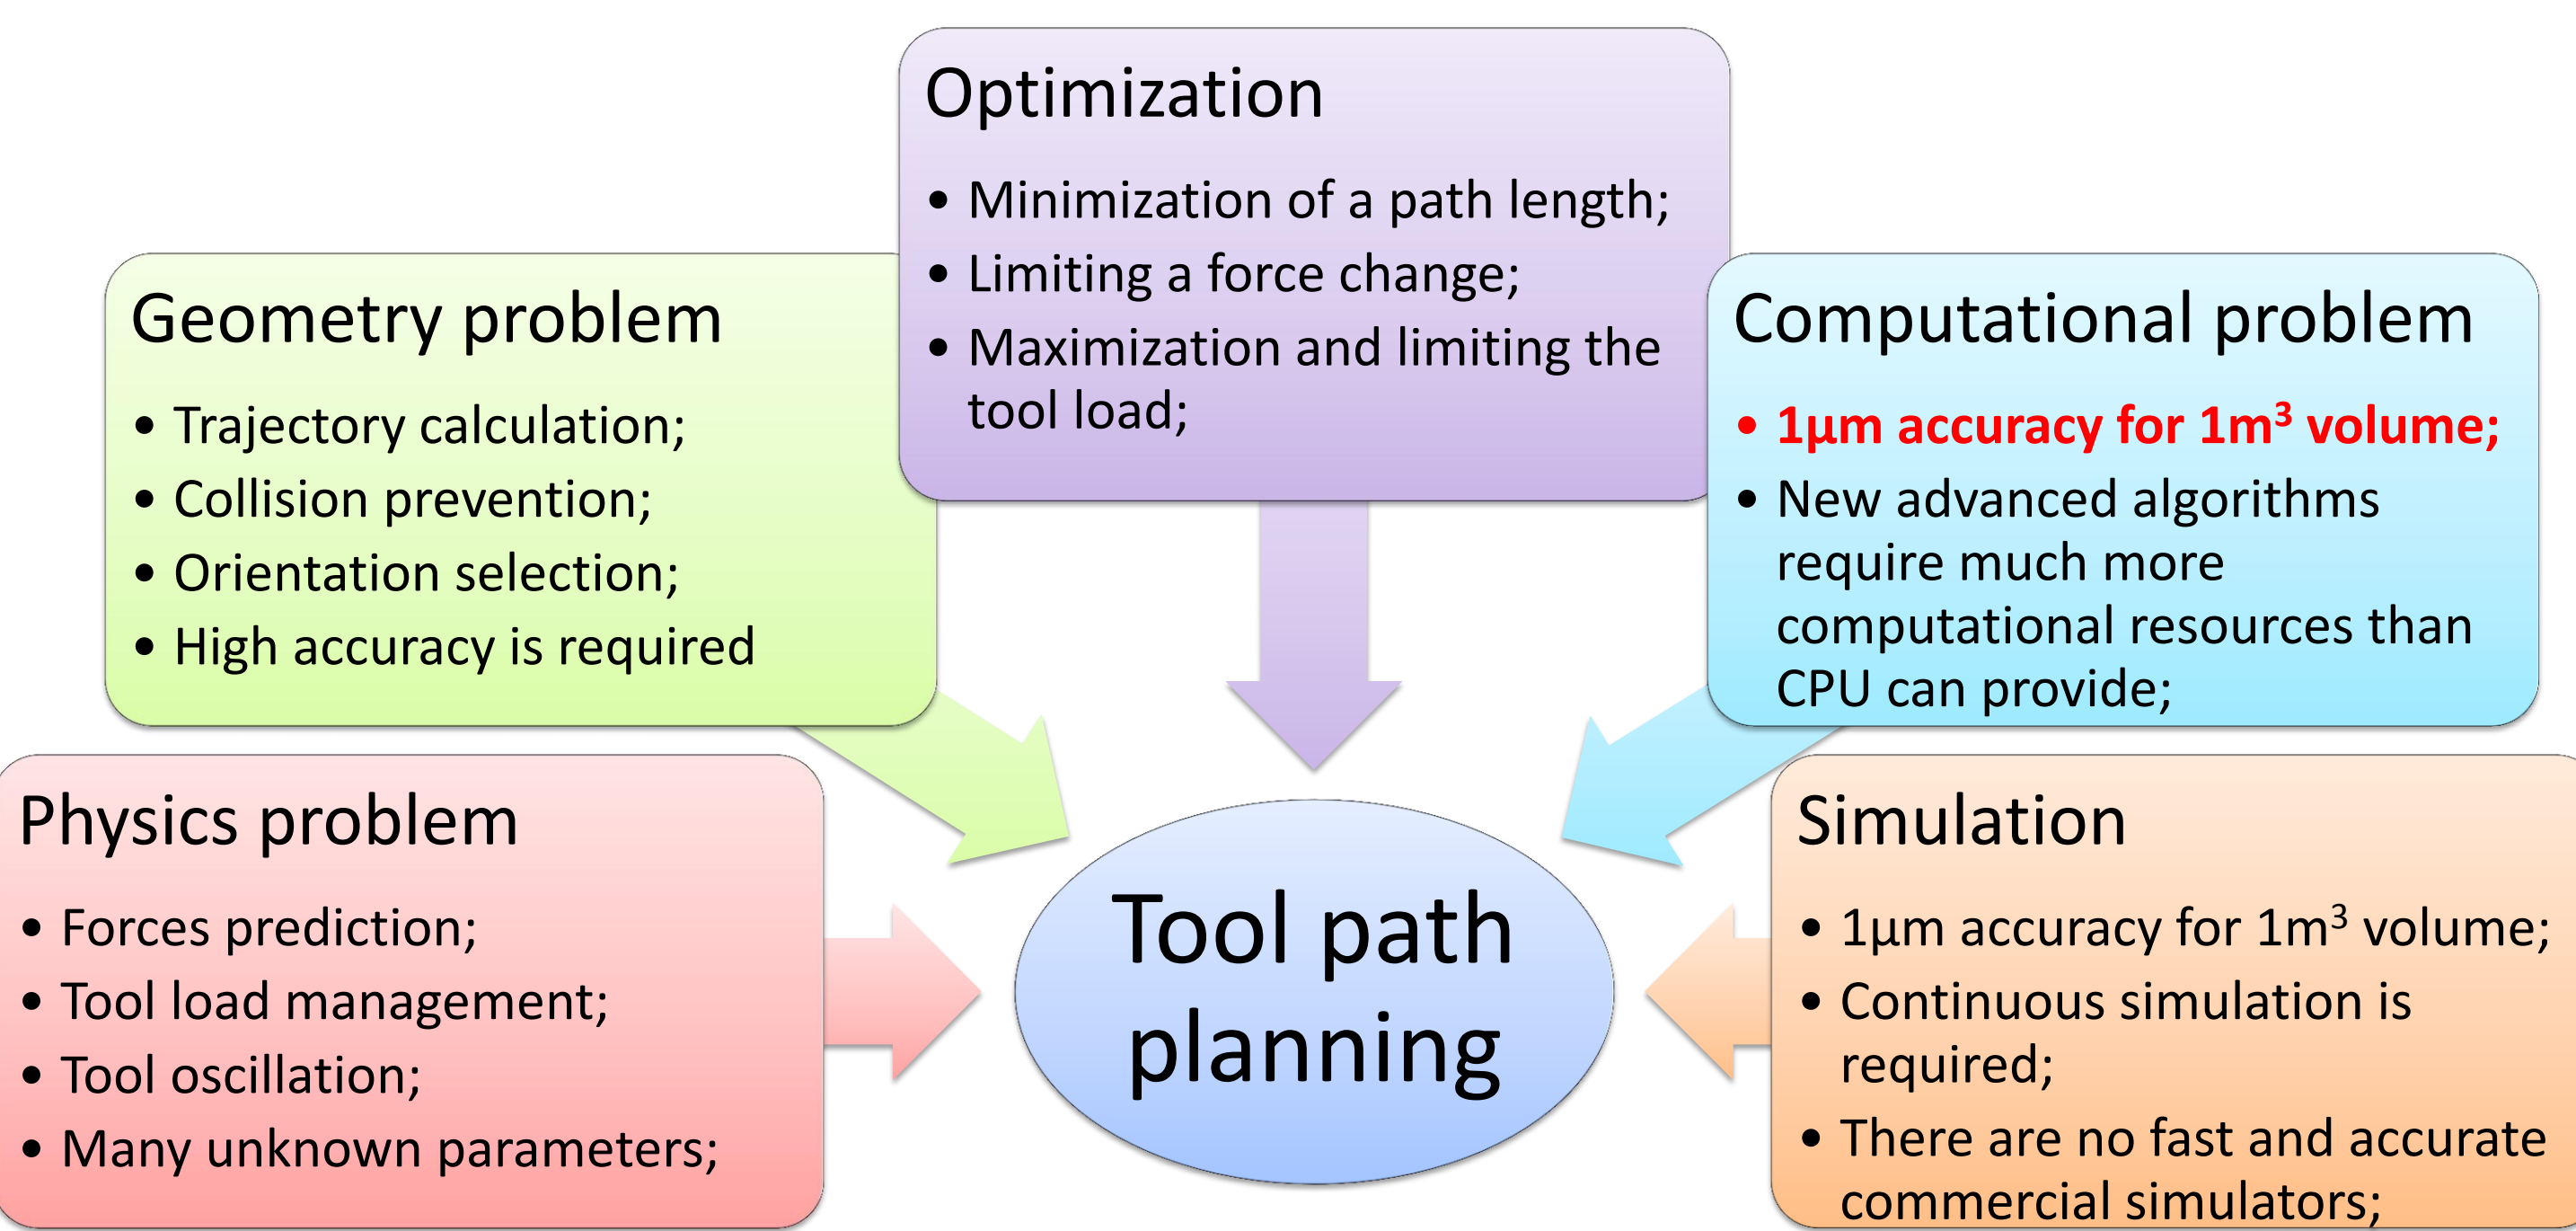 Optimization
• Minimization of a path length;
• Limiting a force change;
• Maximization and limiting the
tool load;
Geometry problem
• Trajectory calculation;
• Collision prevention;
• Orientation selection;
• High accuracy is required
Computational problem
• 1µm accuracy for 1m³ volume;
• New advanced algorithms
require much more
computational resources than
CPU can provide;
Physics problem
• Forces prediction;
• Tool load management;
• Tool oscillation;
• Many unknown parameters;
Tool path
planning
Simulation
• 1µm accuracy for 1m³ volume;
• Continuous simulation is
required;
• There are no fast and accurate
commercial simulators;